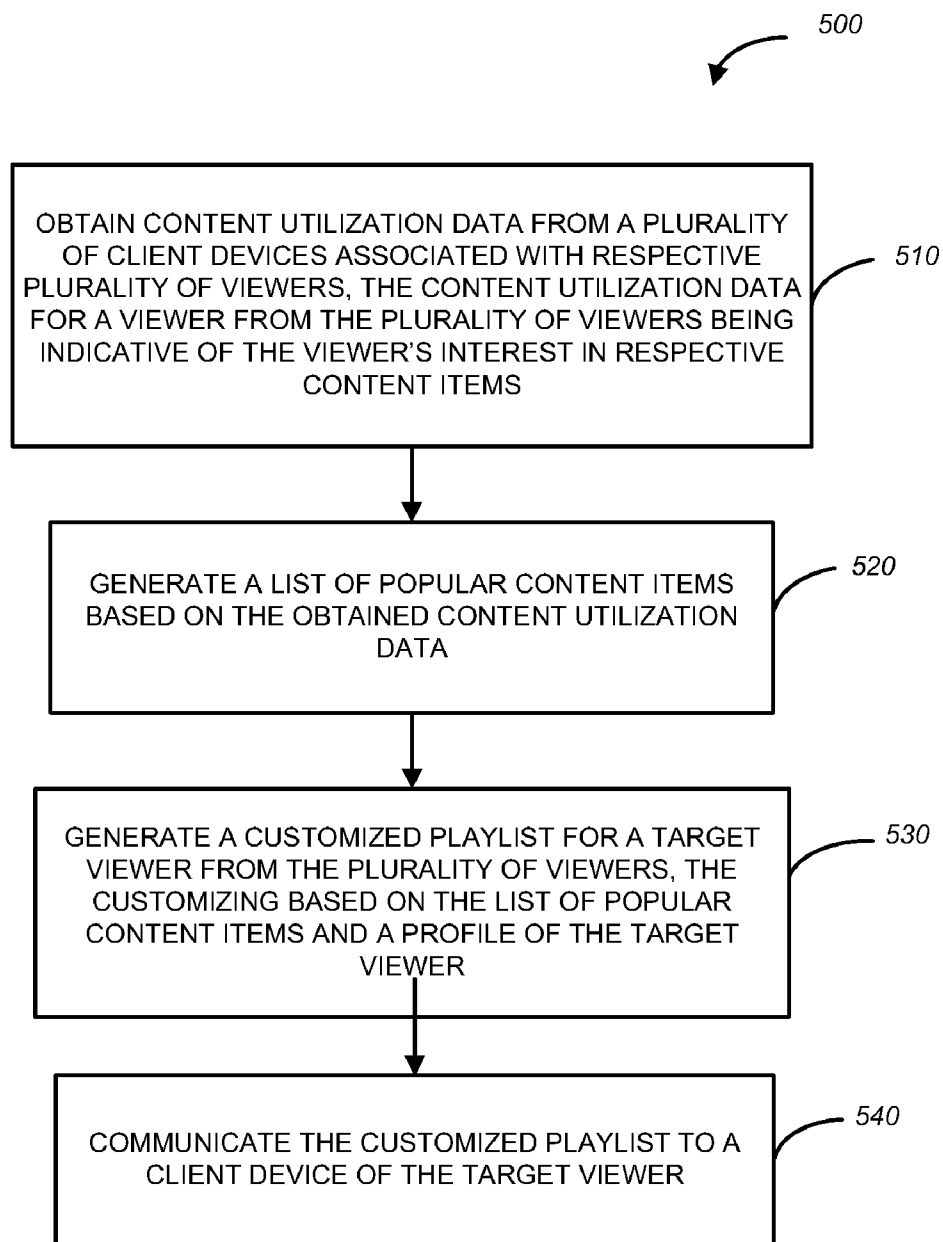 500
OBTAIN CONTENT UTILIZATION DATA FROM A PLURALITY
OF CLIENT DEVICES ASSOCIATED WITH RESPECTIVE
PLURALITY OF VIEWERS, THE CONTENT UTILIZATION DATA
FOR A VIEWER FROM THE PLURALITY OF VIEWERS BEING
INDICATIVE OF THE VIEWER'S INTEREST IN RESPECTIVE
CONTENT ITEMS
510
GENERATE A LIST OF POPULAR CONTENT ITEMS
BASED ON THE OBTAINED CONTENT UTILIZATION
DATA
520
GENERATE A CUSTOMIZED PLAYLIST FOR A TARGET
VIEWER FROM THE PLURALITY OF VIEWERS, THE
CUSTOMIZING BASED ON THE LIST OF POPULAR
CONTENT ITEMS AND A PROFILE OF THE TARGET
VIEWER
530
COMMUNICATE THE CUSTOMIZED PLAYLIST TO A
CLIENT DEVICE OF THE TARGET VIEWER
540